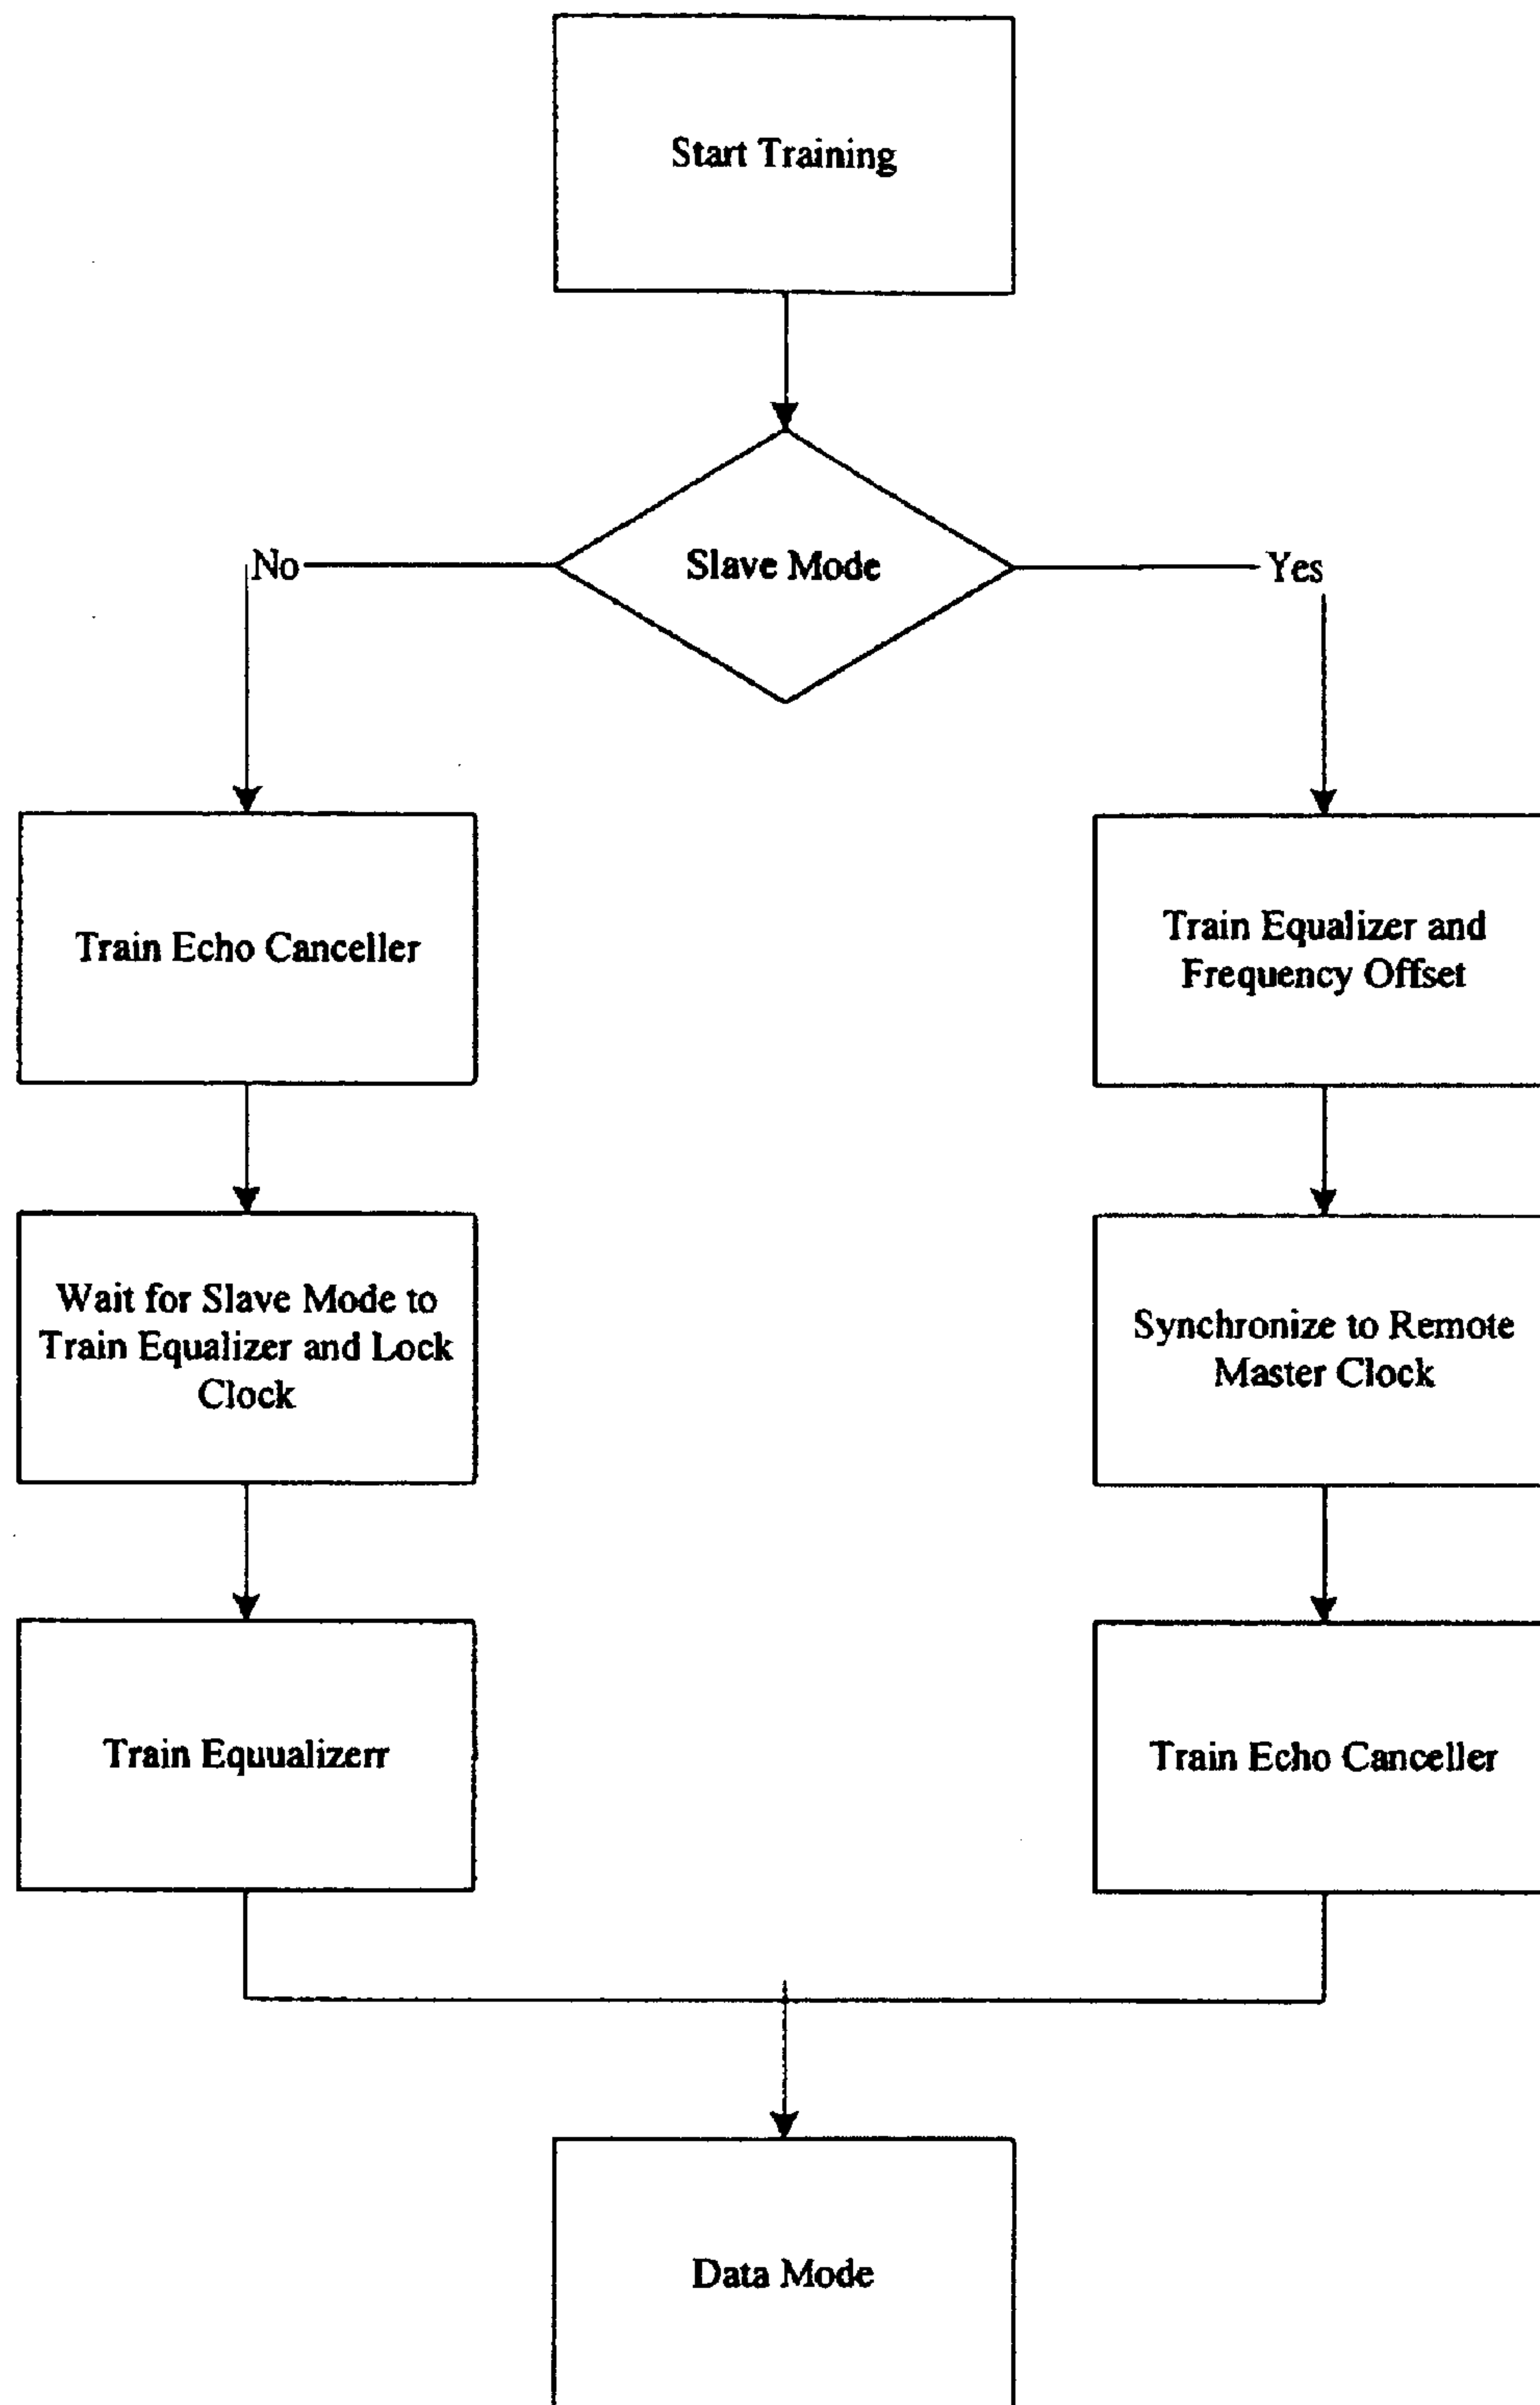 Start Training
Slave Mode
No
Yes
Train Echo Canceller
Train Equalizer and
Frequency Offset
Wait for Slave Mode to
Train Equalizer and Lock
Clock
Synchronize to Remote
Master Clock
Train Equualizerr
Train Echo Canceller
Data Mode